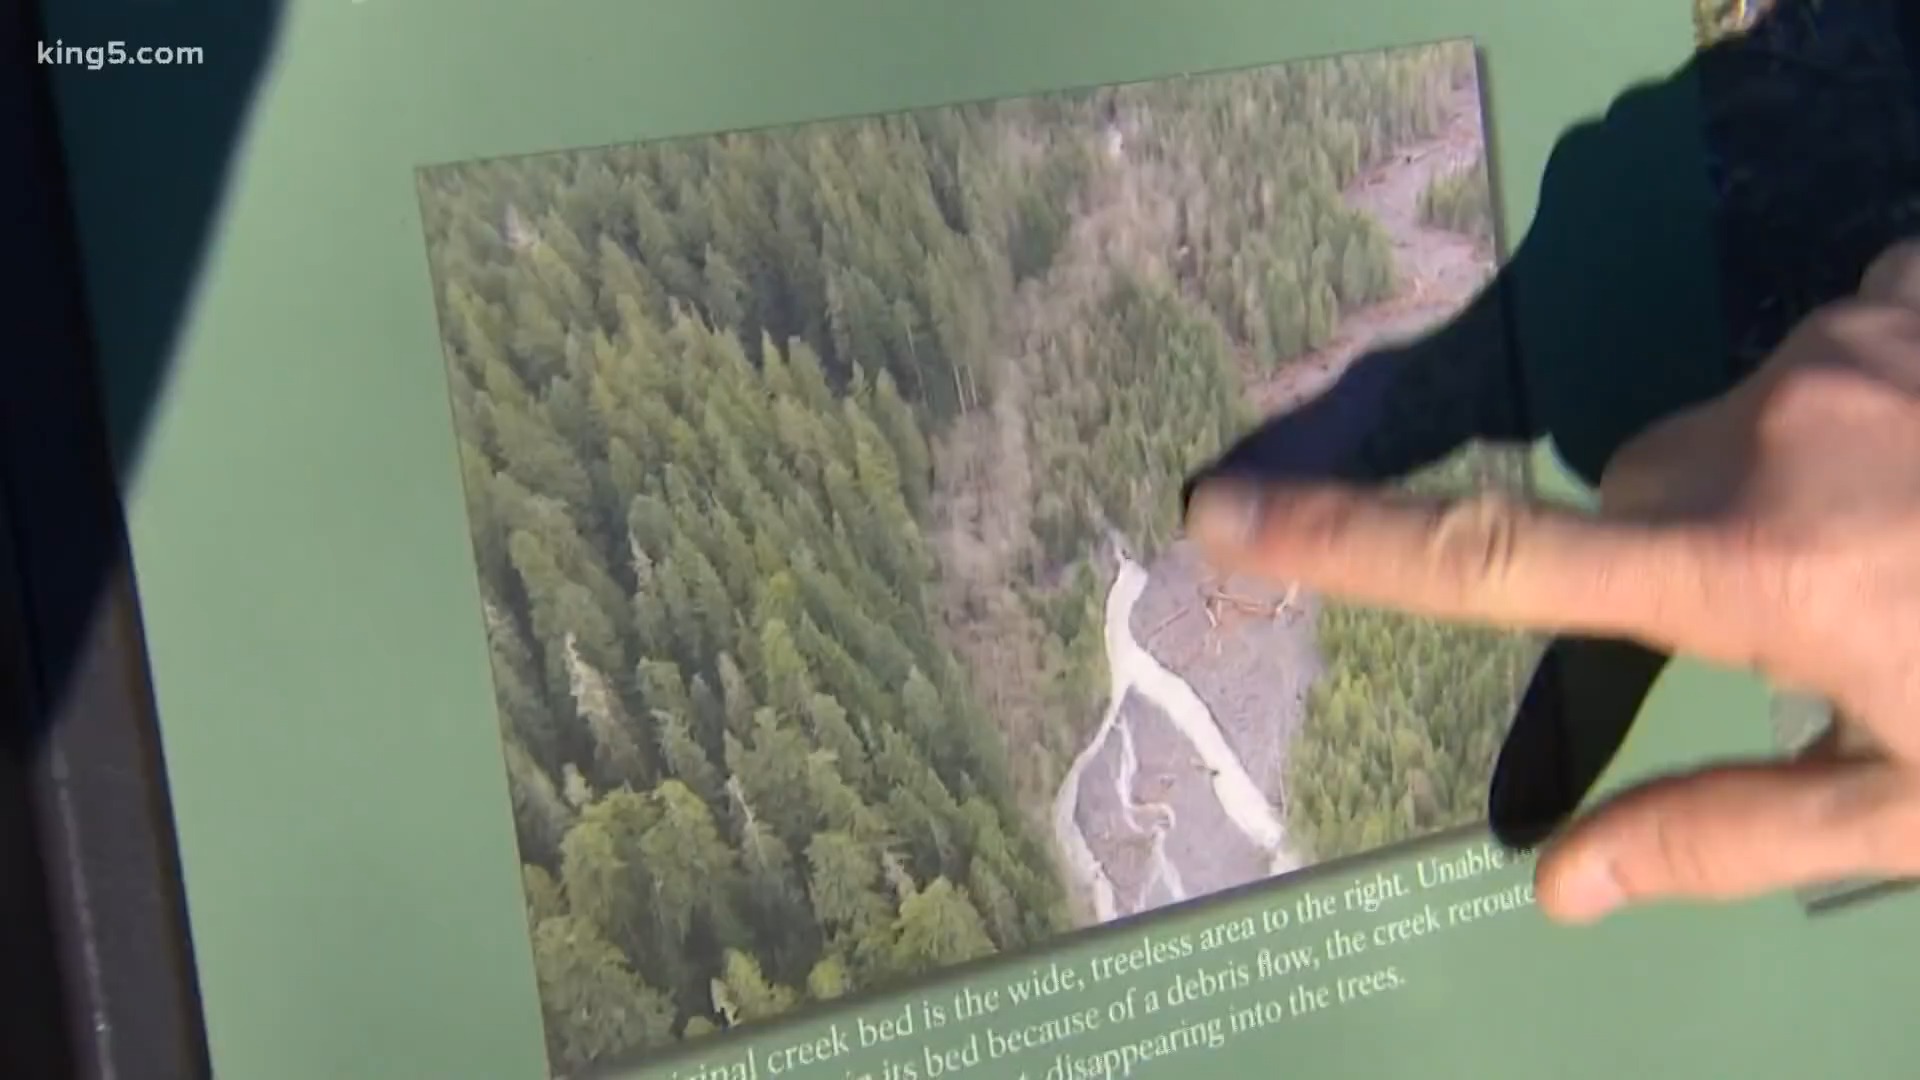 king5.com
creek bed is the wide, treeless area to the right. Unable
its bed because of a debris flow, the creek
disappearing into the trees.